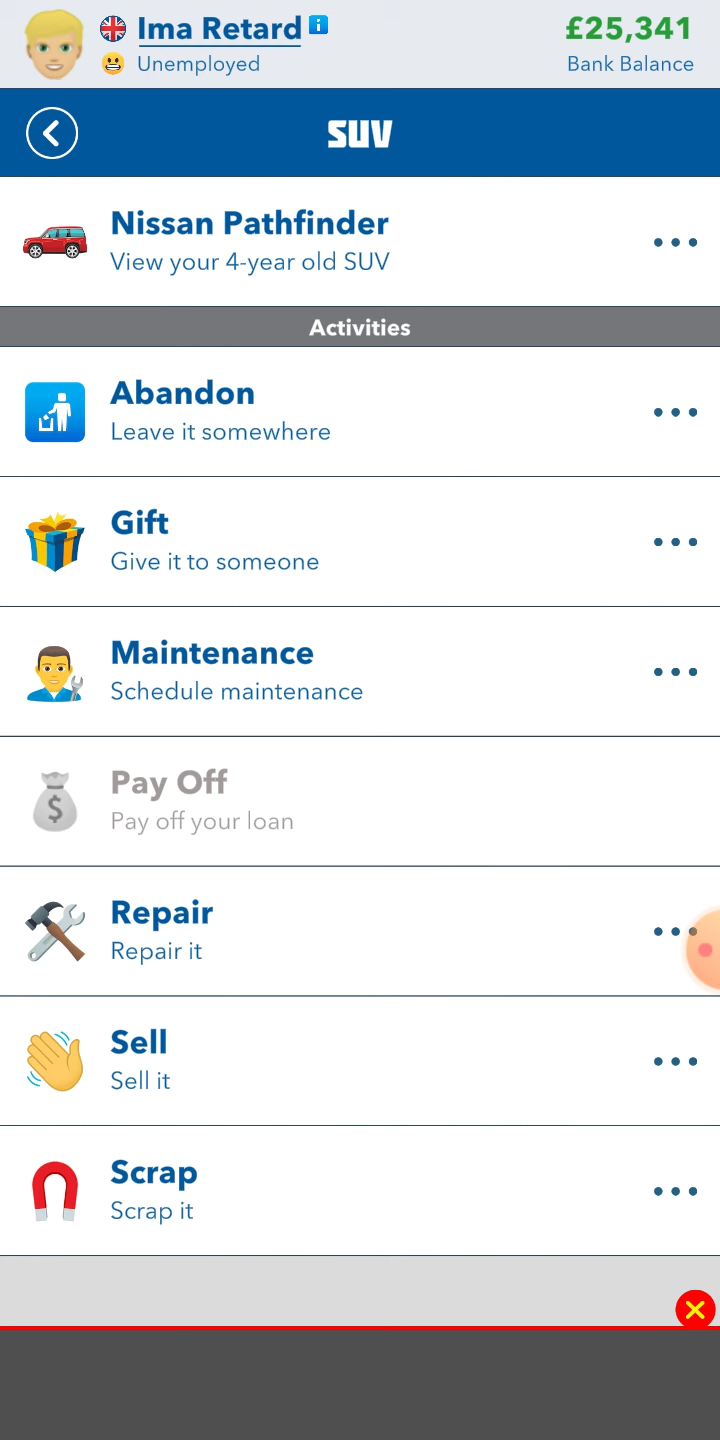 Ima Retard
£25,341
Unemployed
Bank Balance
SUV
Nissan Pathfinder
View your 4-year old SUV
Activities
Abandon
Leave it somewhere
Gift
Give it to someone
Maintenance
Schedule maintenance
Pay Off
Pay off your loan
Repair
Repair it
Sell
Sell it
Scrap
Scrap it